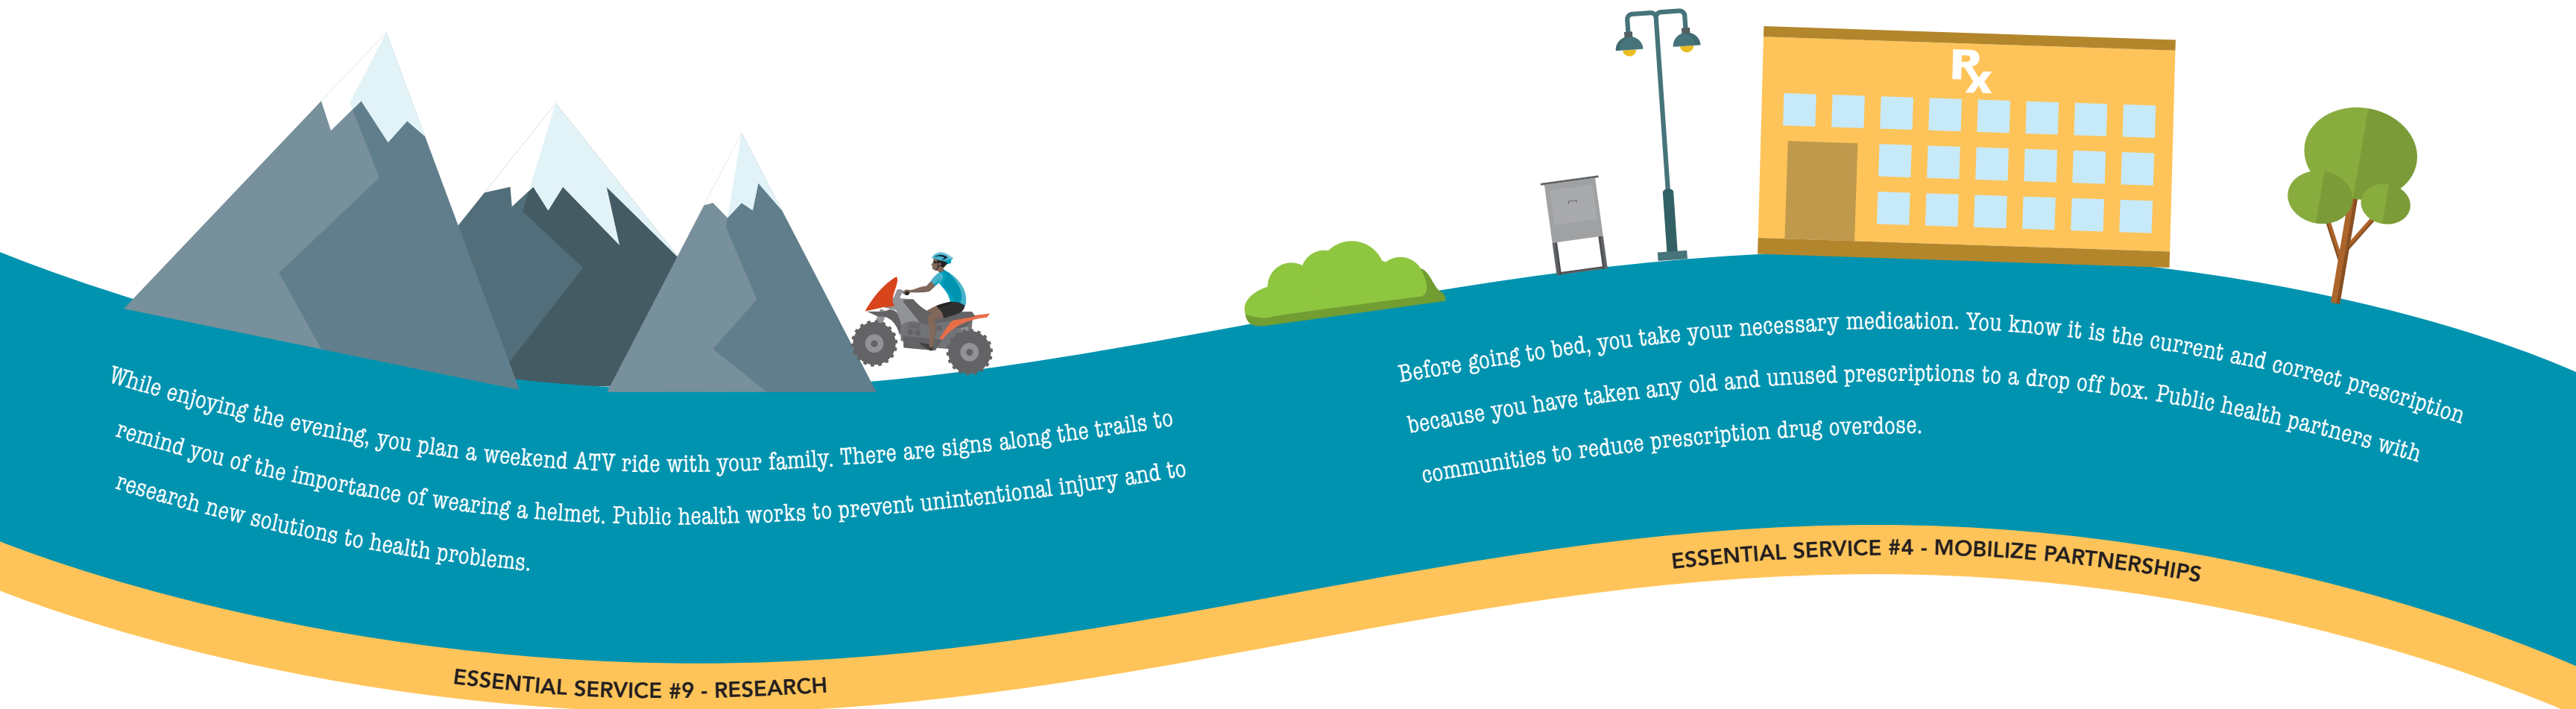 Rx
While enjoying the evening, you plan a weekend ATV ride with your family. There are signs along the trails to
remind you of the importance of wearing a helmet. Public health works to prevent unintentional injury and to
research new solutions to health problems.
ESSENTIAL SERVICE #9 - RESEARCH
Before going to bed, you take your necessary medication. You know it is the current and correct prescription
because you have taken any old and unused prescriptions to a drop off box. Public health partners with
communities to reduce prescription drug overdose.
ESSENTIAL SERVICE #4 - MOBILIZE PARTNERSHIPS